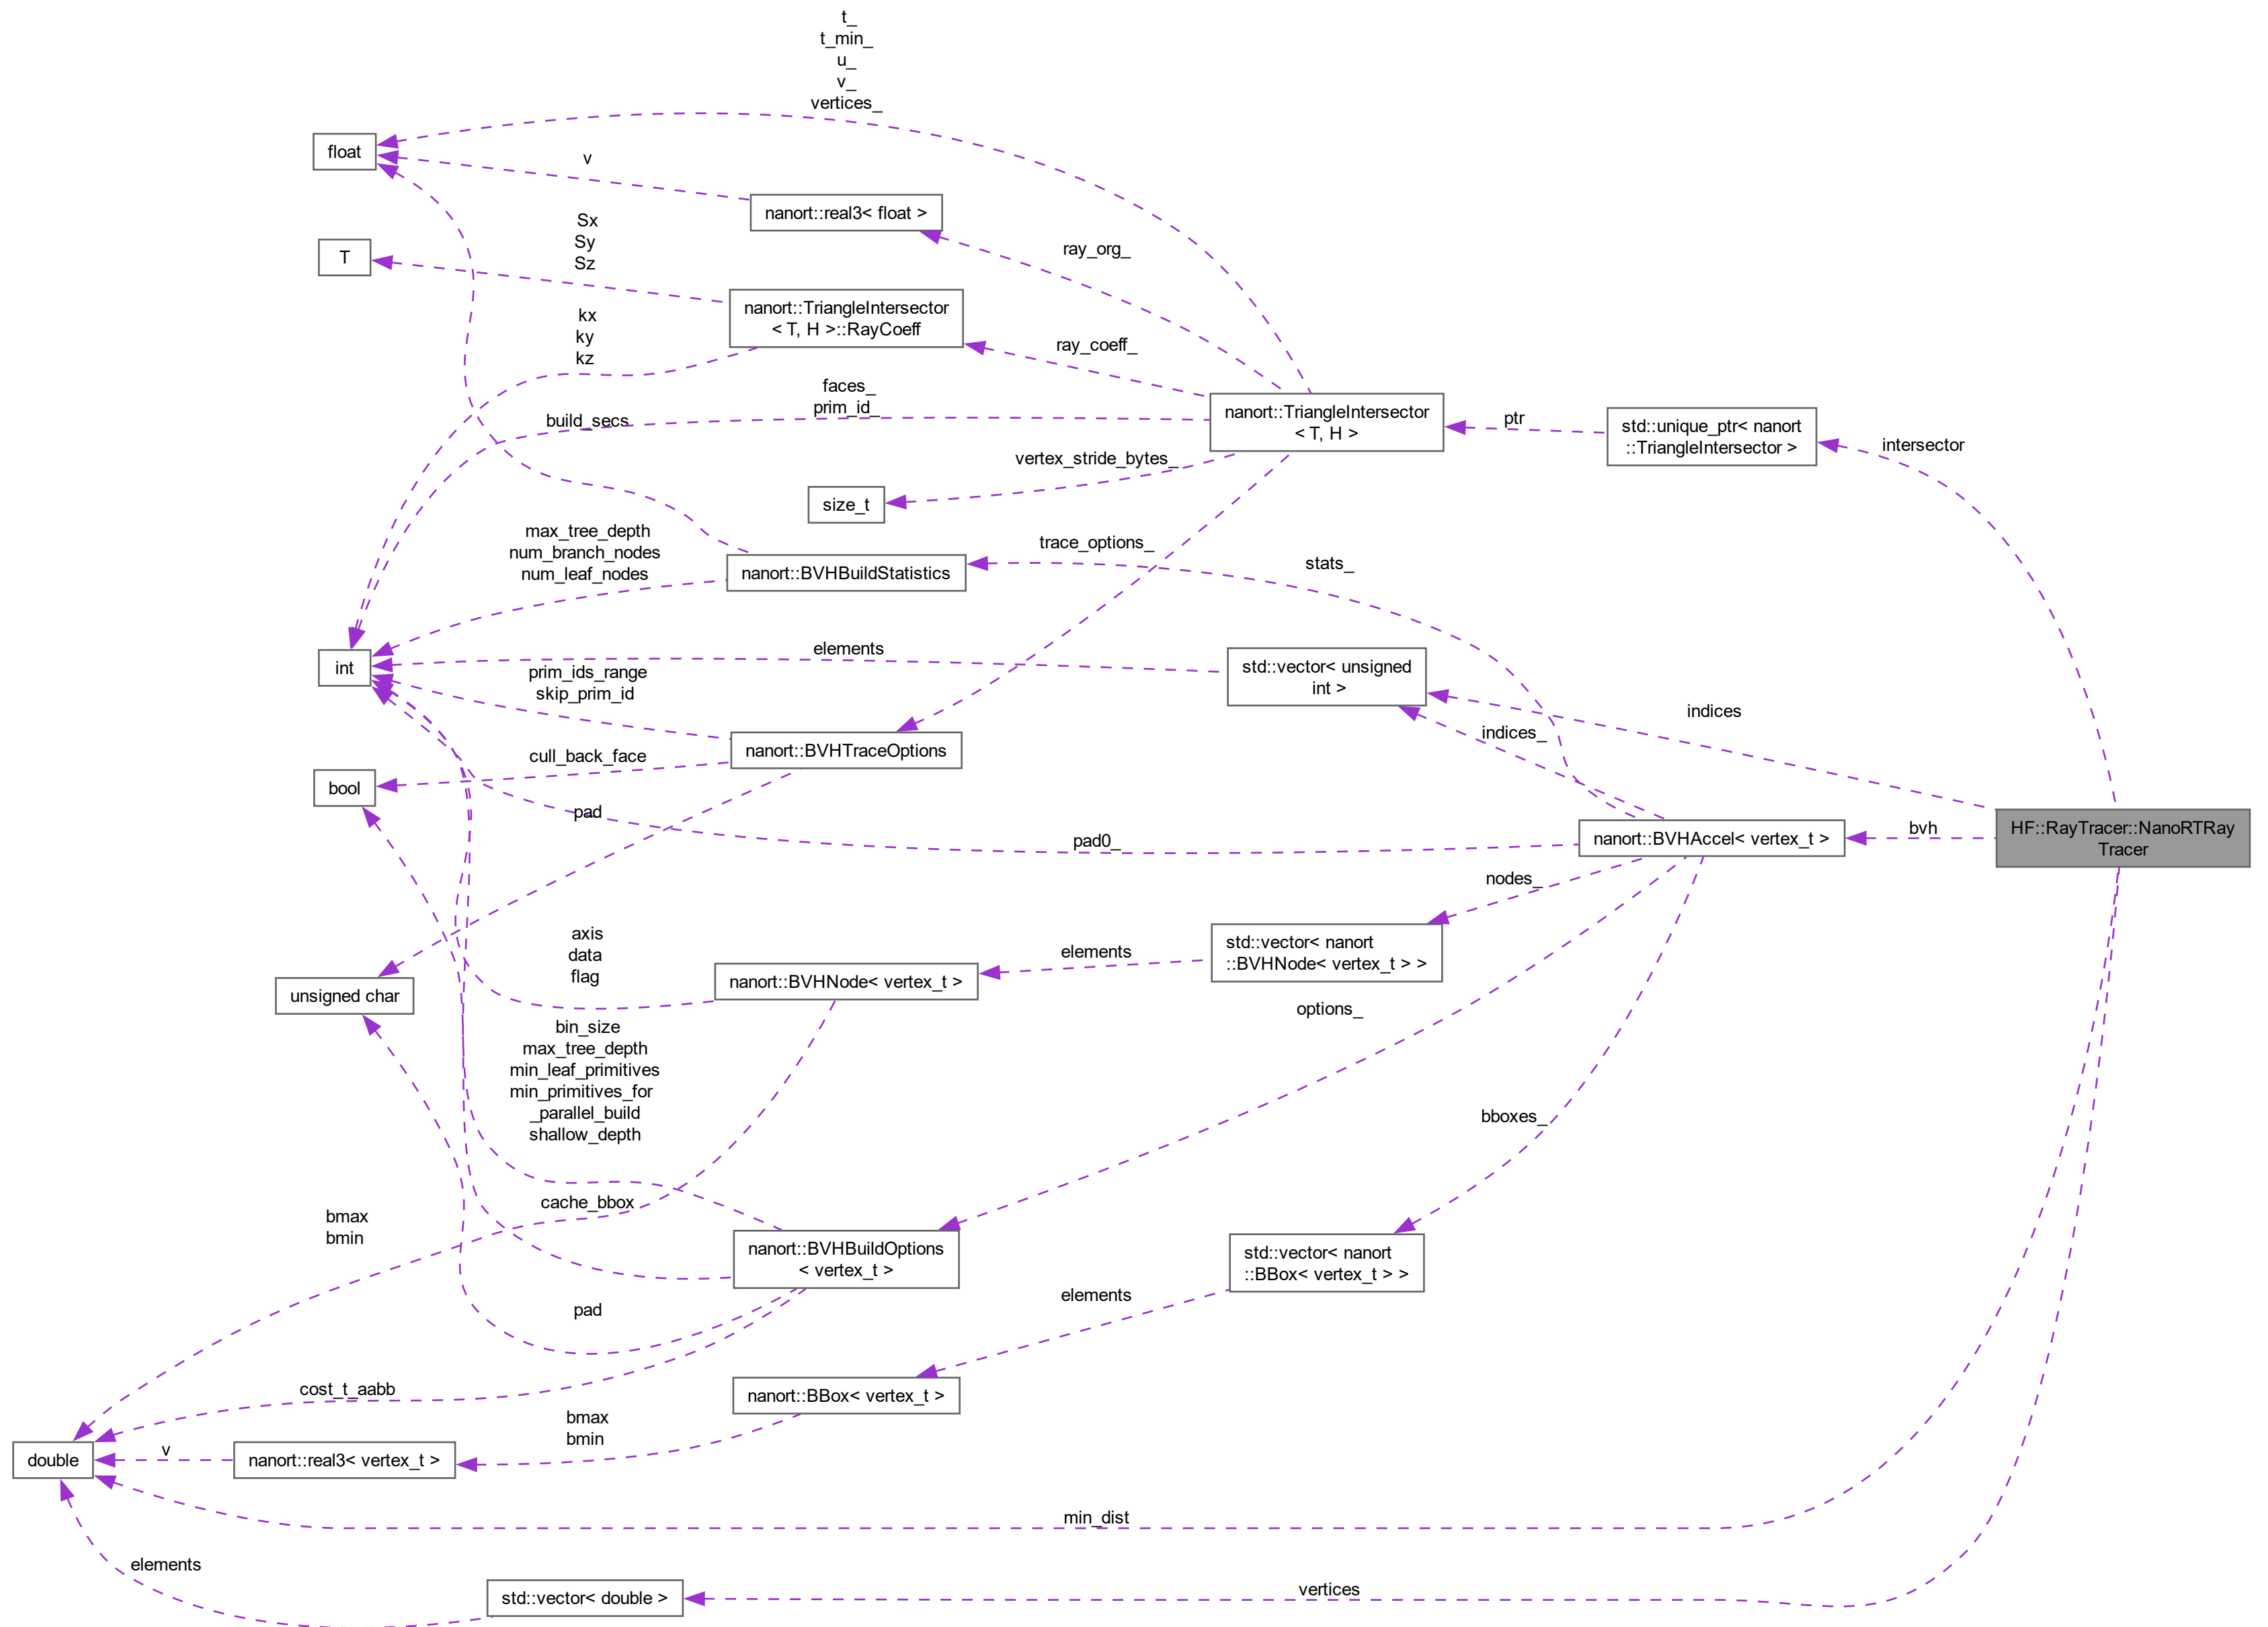 t_
t_min_
u_
v_
vertices_
float
v
nanort::real3< float >
Sx
Sy
Sz
T
ray_org_
nanort::TriangleIntersector
< T, H >::RayCoeff
kx
ky
kz
ray_coeff_
faces_
prim_id_
build_secs
nanort::TriangleIntersector
< T, H >
ptr
std::unique_ptr< nanort
::TriangleIntersector >
intersector
vertex_stride_bytes_
size_t
max_tree_depth
num_branch_nodes
num_leaf_nodes
trace_options_
nanort::BVHBuildStatistics
stats_
int
elements
std::vector< unsigned
int >
prim_ids_range
skip_prim_id
indices
indices_
nanort::BVHTraceOptions
cull_back_face
bool
pad
pad0_
nanort::BVHAccel< vertex_t >
bvh
HF::RayTracer::NanoRTRay
Tracer
nodes_
axis
data
flag
elements
std::vector< nanort
::BVHNode< vertex_t > >
unsigned char
nanort::BVHNode< vertex_t >
options_
bin_size
max_tree_depth
min_leaf_primitives
min_primitives_for
_parallel_build
shallow_depth
bboxes_
cache_bbox
bmax
bmin
nanort::BVHBuildOptions
< vertex_t >
std::vector< nanort
::BBox< vertex_t > >
elements
pad
cost_t_aabb
nanort::BBox< vertex_t >
bmax
bmin
double
v
nanort::real3< vertex_t >
min_dist
elements
std::vector< double >
vertices